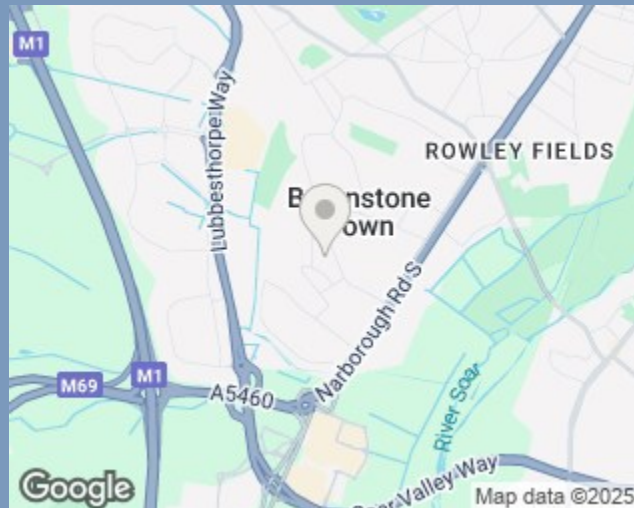 M1
Lubbesthorpe Way
ROWLEY FIELDS
B nstone
own
Narborough Rd S
M1
M69
A5460
River Soar
Valley Way
Google
Map data ©2025